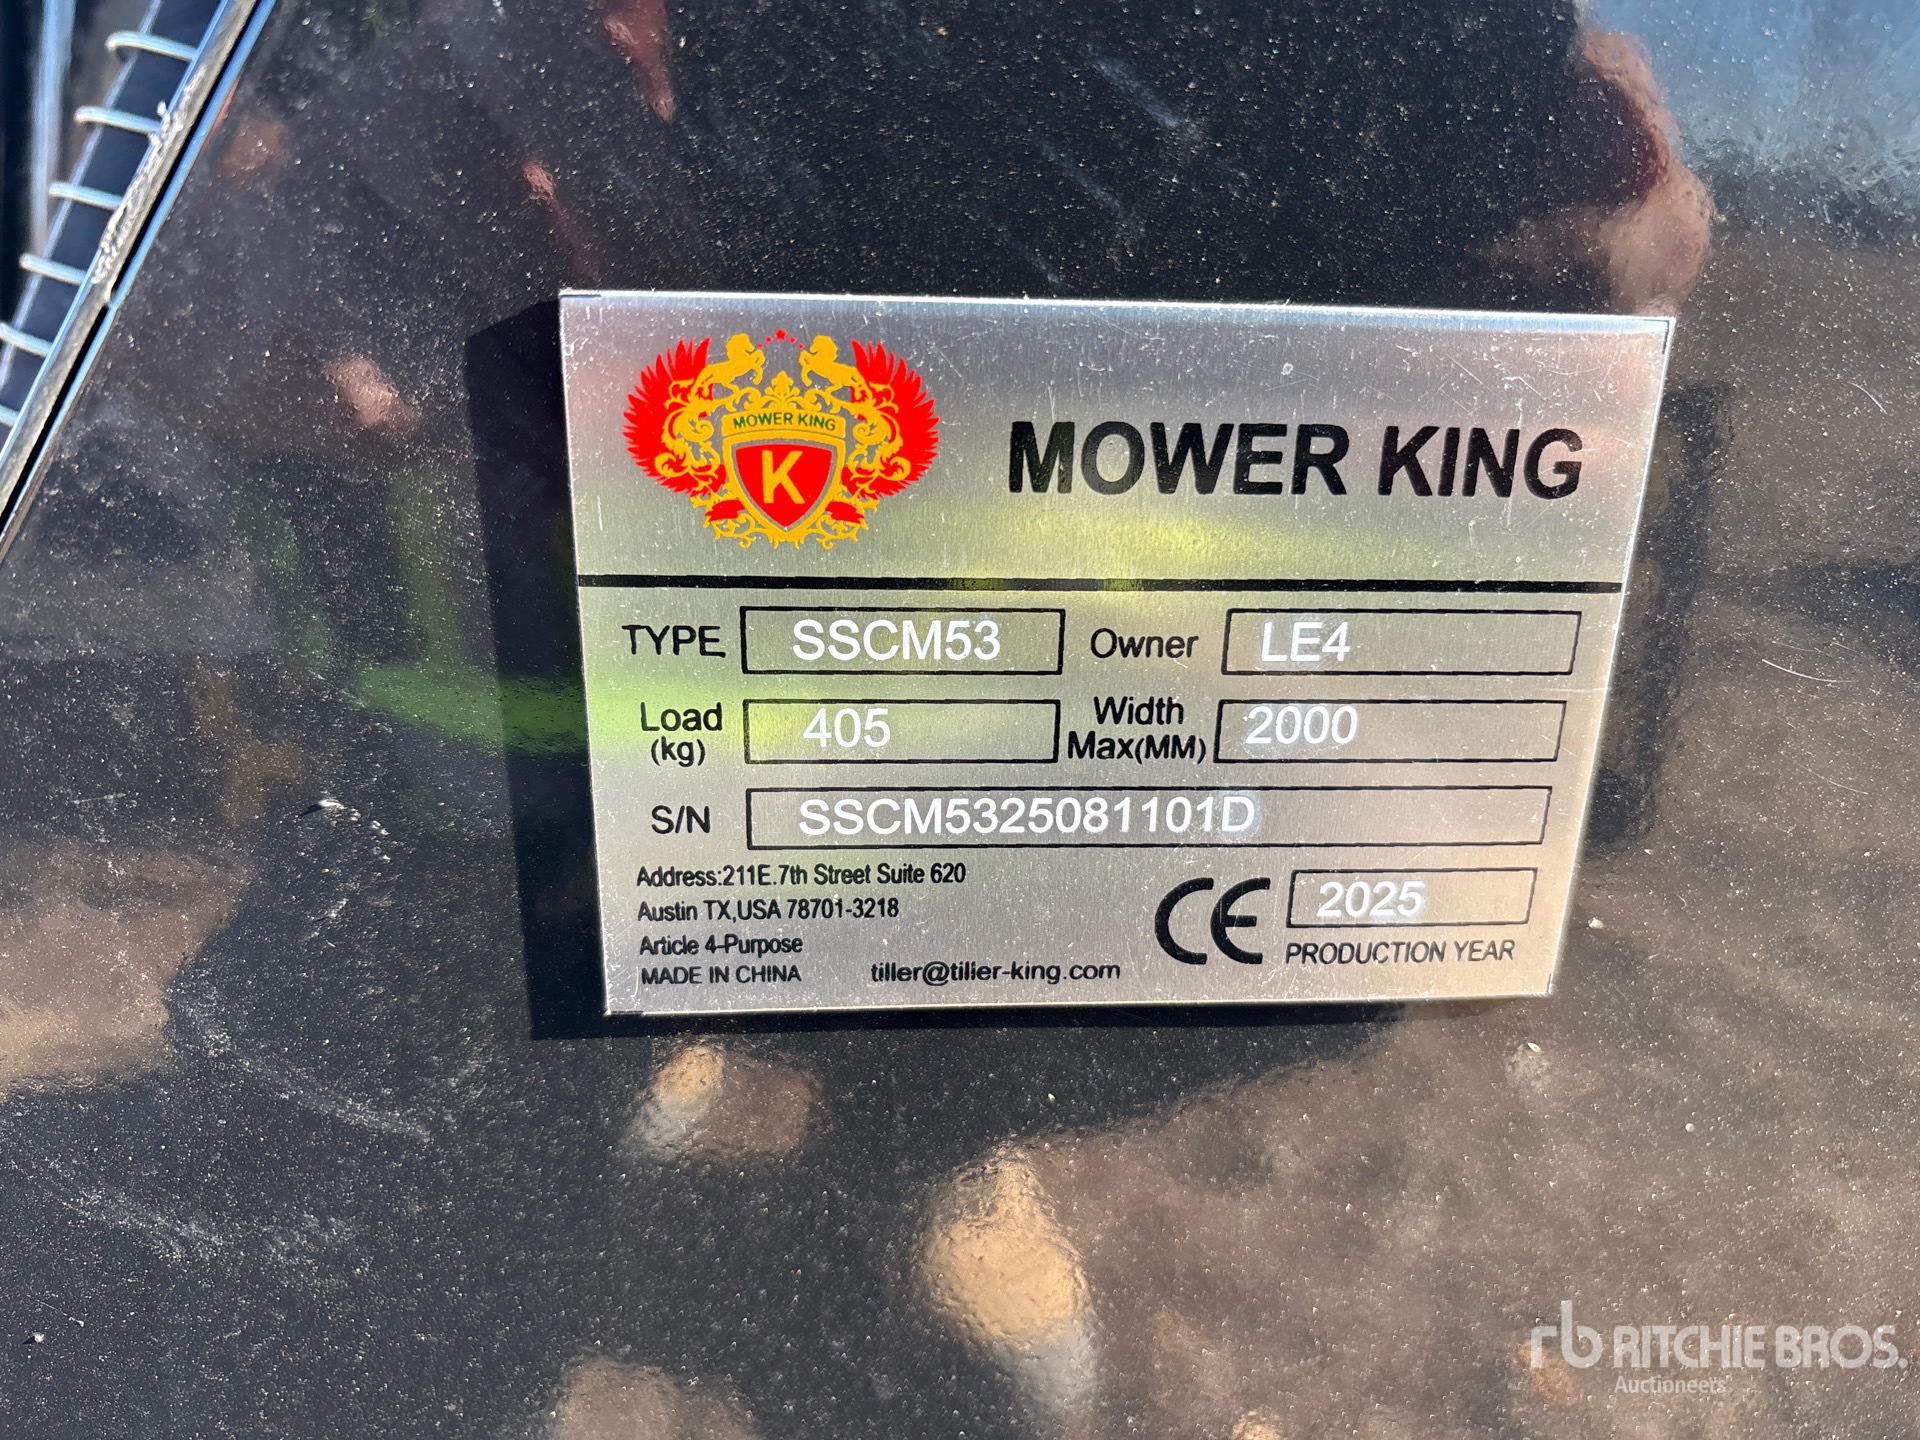 MOWER KING
K
MOWER KING
TYPE SSCM53 Owner LE4
Load (kg) 405 Width Max(MM) 2000
S/N SSCM5325081101D
Address:211E.7th Street Suite 620
Austin TX,USA 78701-3218
Article 4-Purpose
MADE IN CHINA tiller@tilier-king.com
CE 2025
PRODUCTION YEAR
rb RITCHIE BROS.
Auctioneers